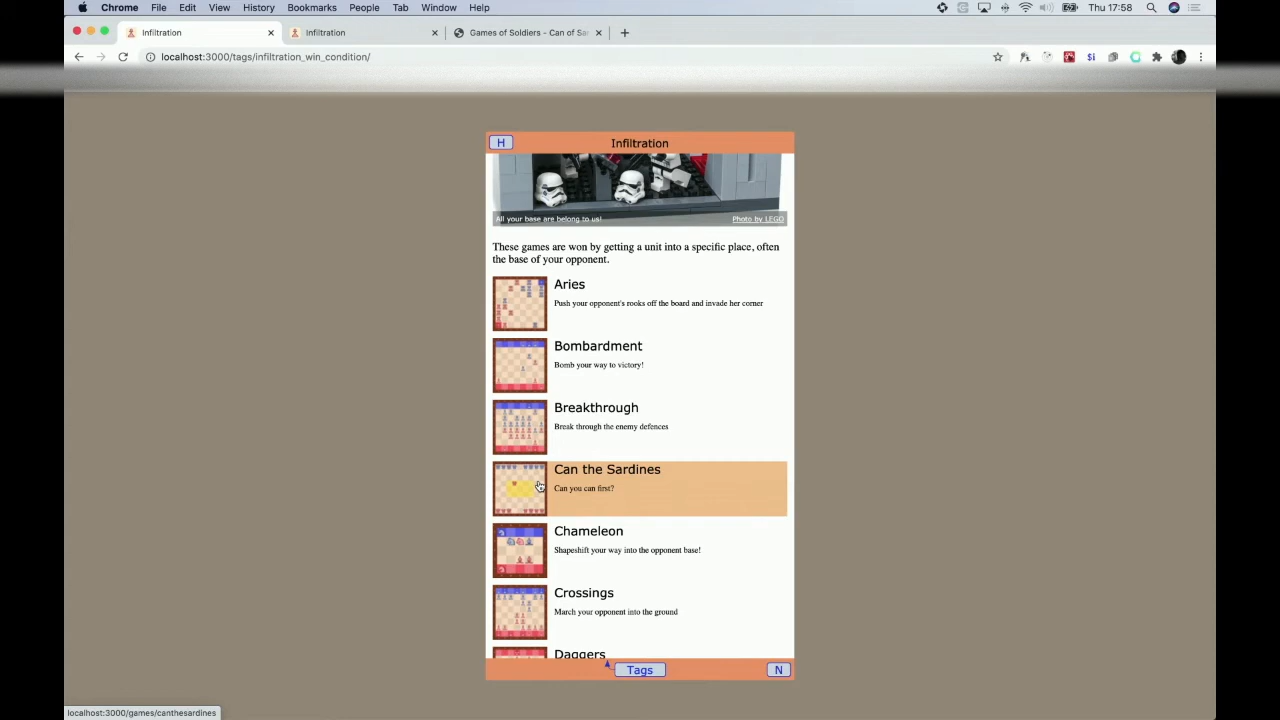 Chrome File Edit View History Bookmarks People Tab Window Help Thu 17:58
Infiltration Infiltration Games of Soldiers - Can of Sar
localhost:3000/tags/infiltration_win_condition/
H Infiltration
All your base are belong to us! Photo by LEGO
These games are won by getting a unit into a specific place, often
the base of your opponent.
Aries
Push your opponent's rooks off the board and invade her corner
Bombardment
Bomb your way to victory!
Breakthrough
Break through the enemy defences
Can the Sardines
Can you can first?
Chameleon
Shapeshift your way into the opponent base!
Crossings
March your opponent into the ground
Daggers
Tags N
localhost:3000/games/canthesardines